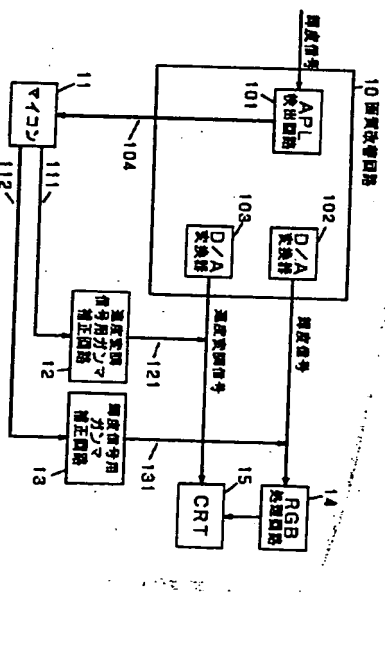 10 画質改善回路
輝度信号
101
APL
検出回路
104
102
D/A
変換器
103
D/A
変換器
輝度信号
速度変調信号
11
マイコン
111
112
速度変調
信号用ガンマ
補正回路
12
121
輝度信号用
ガンマ
補正回路
13
131
14
RGB
処理回路
15
CRT